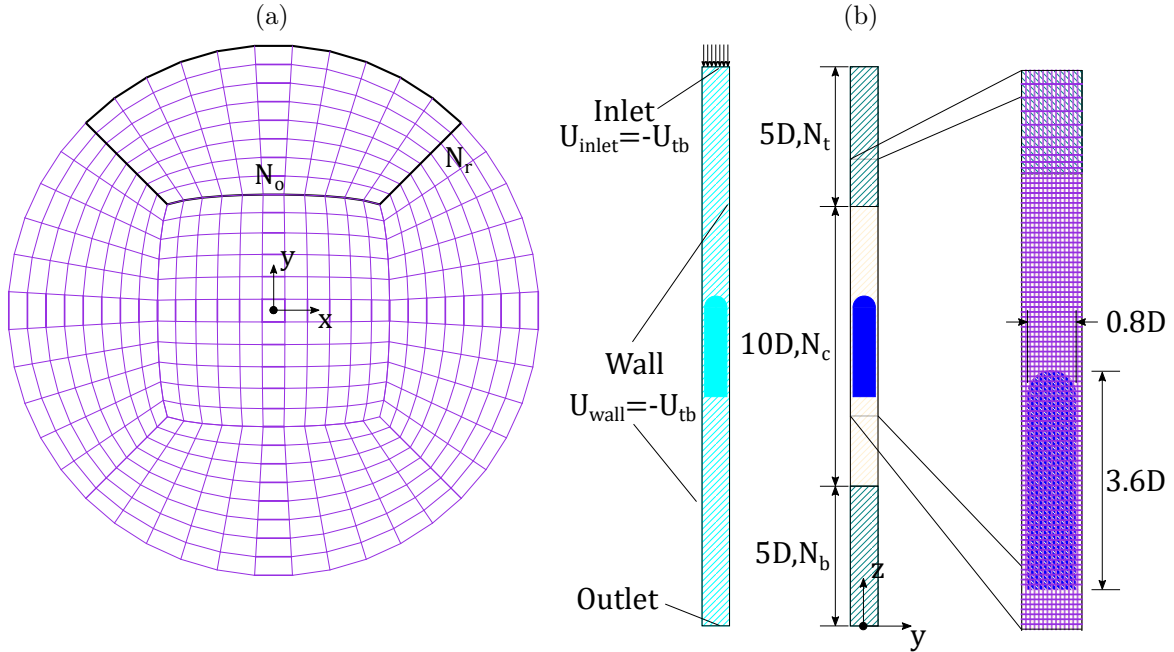 (a)
(b)
N_o
N_r
y
x
Inlet
U_inlet=-U_tb
Wall
U_wall=-U_tb
Outlet
5D,N_t
10D,N_c
5D,N_b
z
y
0.8D
3.6D